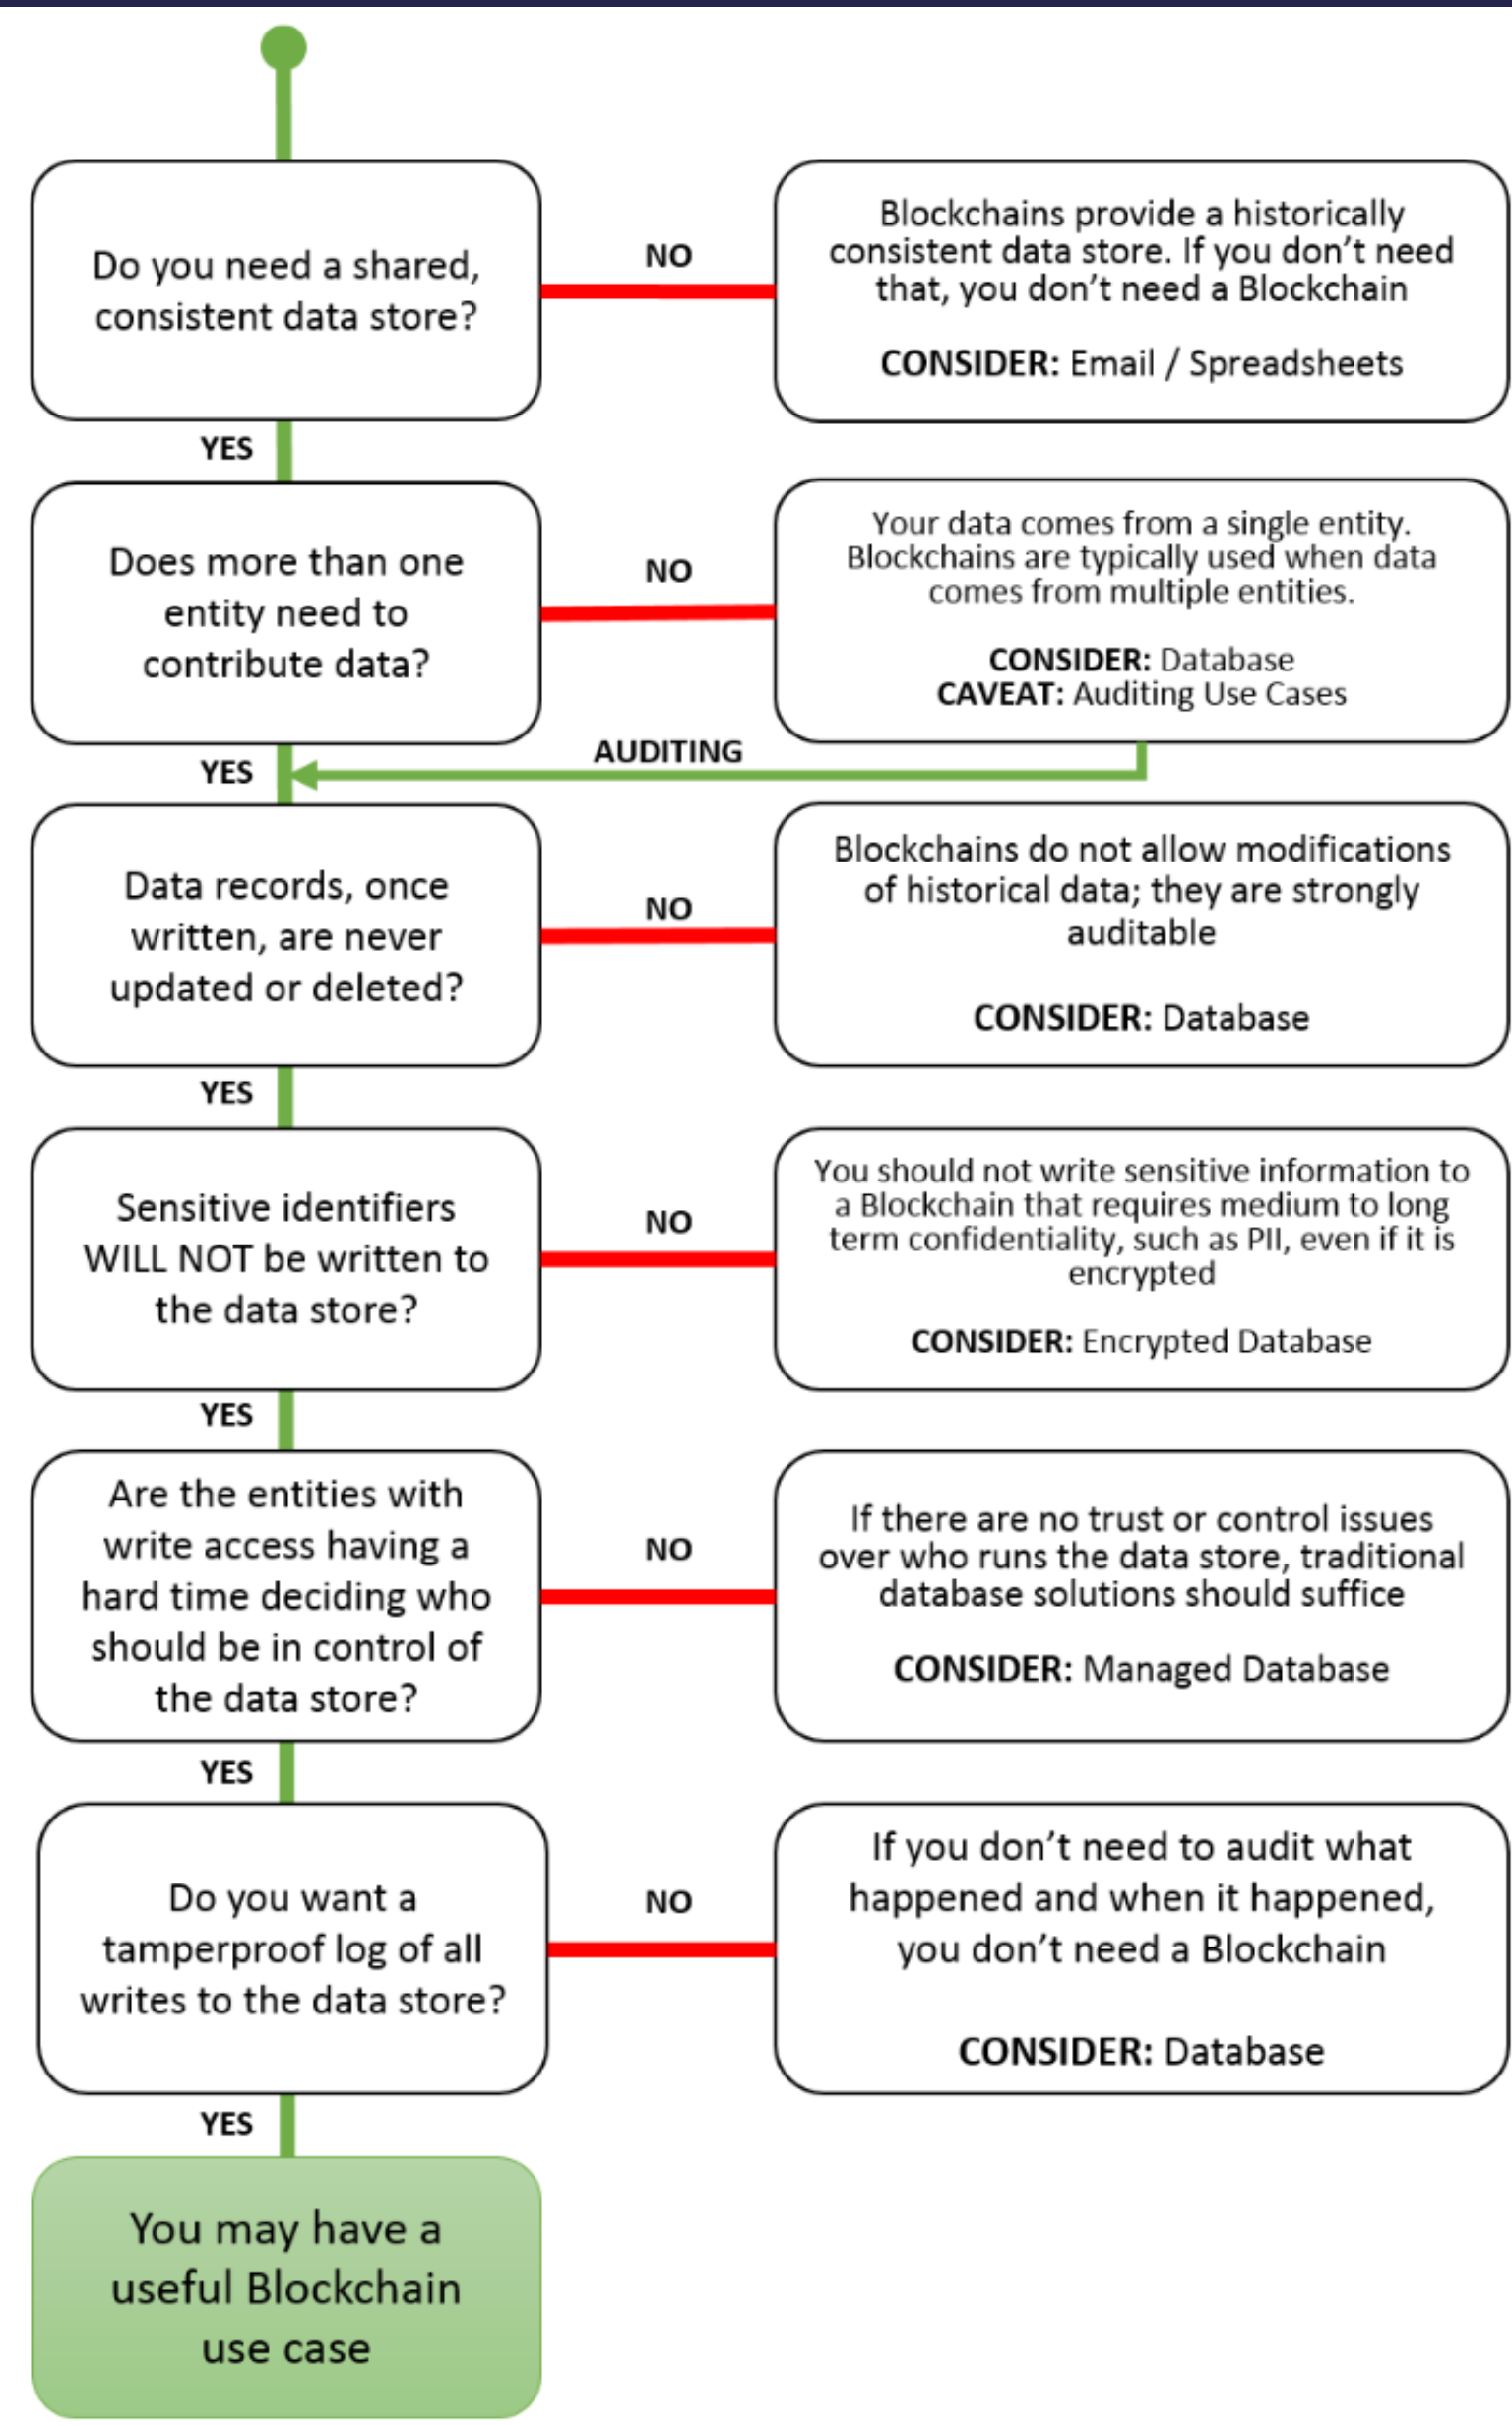 Do you need a shared,
consistent data store?
NO
Blockchains provide a historically
consistent data store. If you don't need
that, you don't need a Blockchain
CONSIDER: Email / Spreadsheets
YES
Does more than one
entity need to
contribute data?
NO
Your data comes from a single entity.
Blockchains are typically used when data
comes from multiple entities.
CONSIDER: Database
CAVEAT: Auditing Use Cases
AUDITING
YES
Data records, once
written, are never
updated or deleted?
NO
Blockchains do not allow modifications
of historical data; they are strongly
auditable
CONSIDER: Database
YES
Sensitive identifiers
WILL NOT be written to
the data store?
NO
You should not write sensitive information to
a Blockchain that requires medium to long
term confidentiality, such as PII, even if it is
encrypted
CONSIDER: Encrypted Database
YES
Are the entities with
write access having a
hard time deciding who
should be in control of
the data store?
NO
If there are no trust or control issues
over who runs the data store, traditional
database solutions should suffice
CONSIDER: Managed Database
YES
Do you want a
tamperproof log of all
writes to the data store?
NO
If you don't need to audit what
happened and when it happened,
you don't need a Blockchain
CONSIDER: Database
YES
You may have a
useful Blockchain
use case